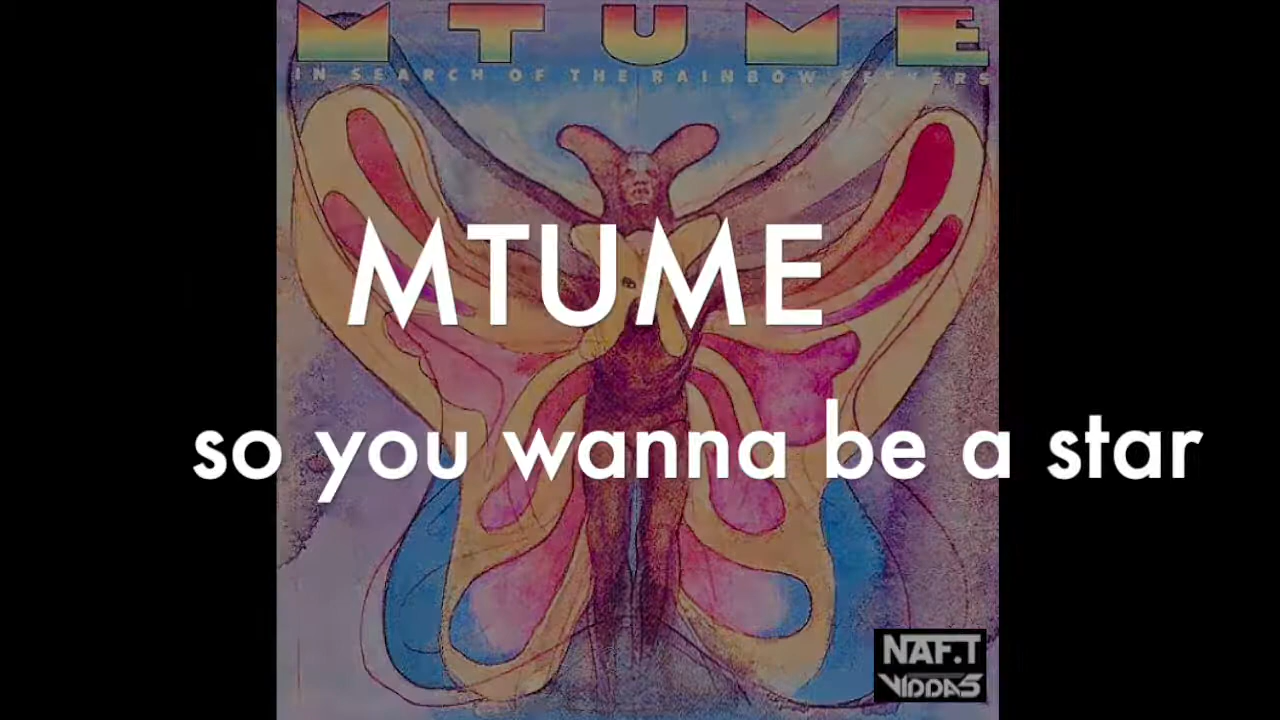 MTUME
IN SEARCH OF THE RAINBOW SEEKERS
MTUME
so you wanna be a star
NAF.T
VIDDAS